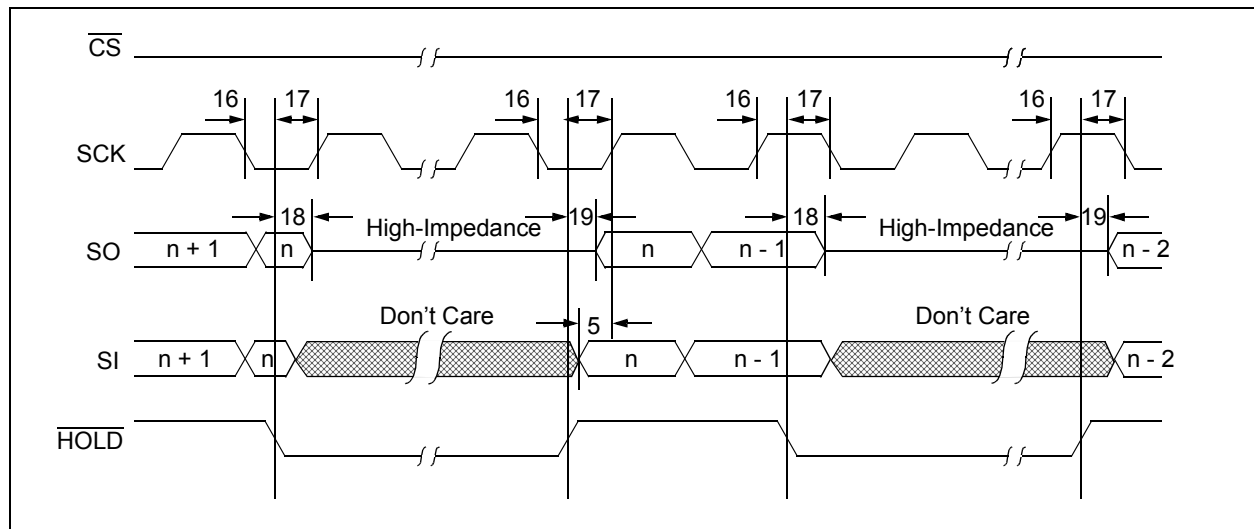 CS
16 17 16 17 16 17 16 17
SCK
18 High-Impedance 19 18 High-Impedance 19
SO n + 1 n n n - 1 n - 2
Don't Care 5 Don't Care
SI n + 1 n n n - 1 n - 2
HOLD